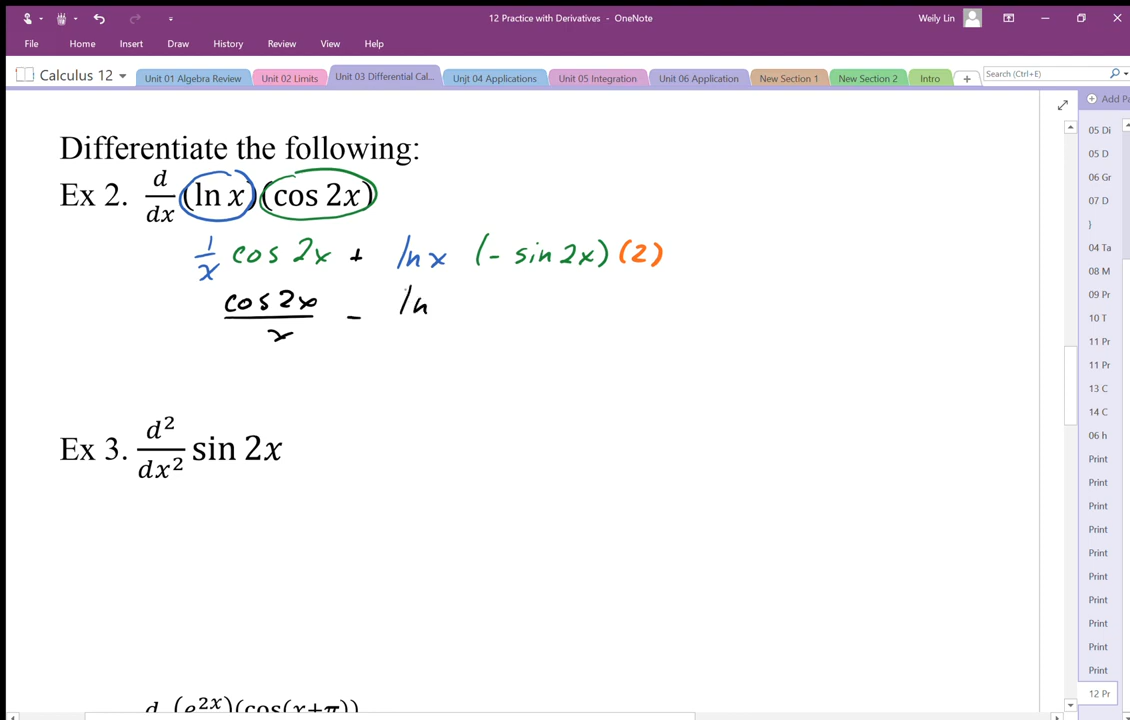 12 Practice with Derivatives - OneNote
Weily Lin
File Home Insert Draw History Review View Help
Calculus 12
Unit 01 Algebra Review
Unit 02 Limits
Unit 03 Differential Cal...
Unit 04 Applications
Unit 05 Integration
Unit 06 Application
New Section 1
New Section 2
Intro
+
Search (Ctrl+E)
Add Pa
Differentiate the following:
Ex 2. d/dx (ln x)(cos 2x)
1/x cos 2x + ln x (- sin 2x) (2)
cos 2x / x - ln
Ex 3. d²/dx² sin 2x
d (e^2x)(cos(x+π))
05 Di
05 D
06 Gr
07 D
}
04 Ta
08 M
09 Pr
10 T
11 Pr
11 Pr
13 C
14 C
06 h
Print
Print
Print
Print
Print
Print
Print
Print
Print
Print
12 Pr